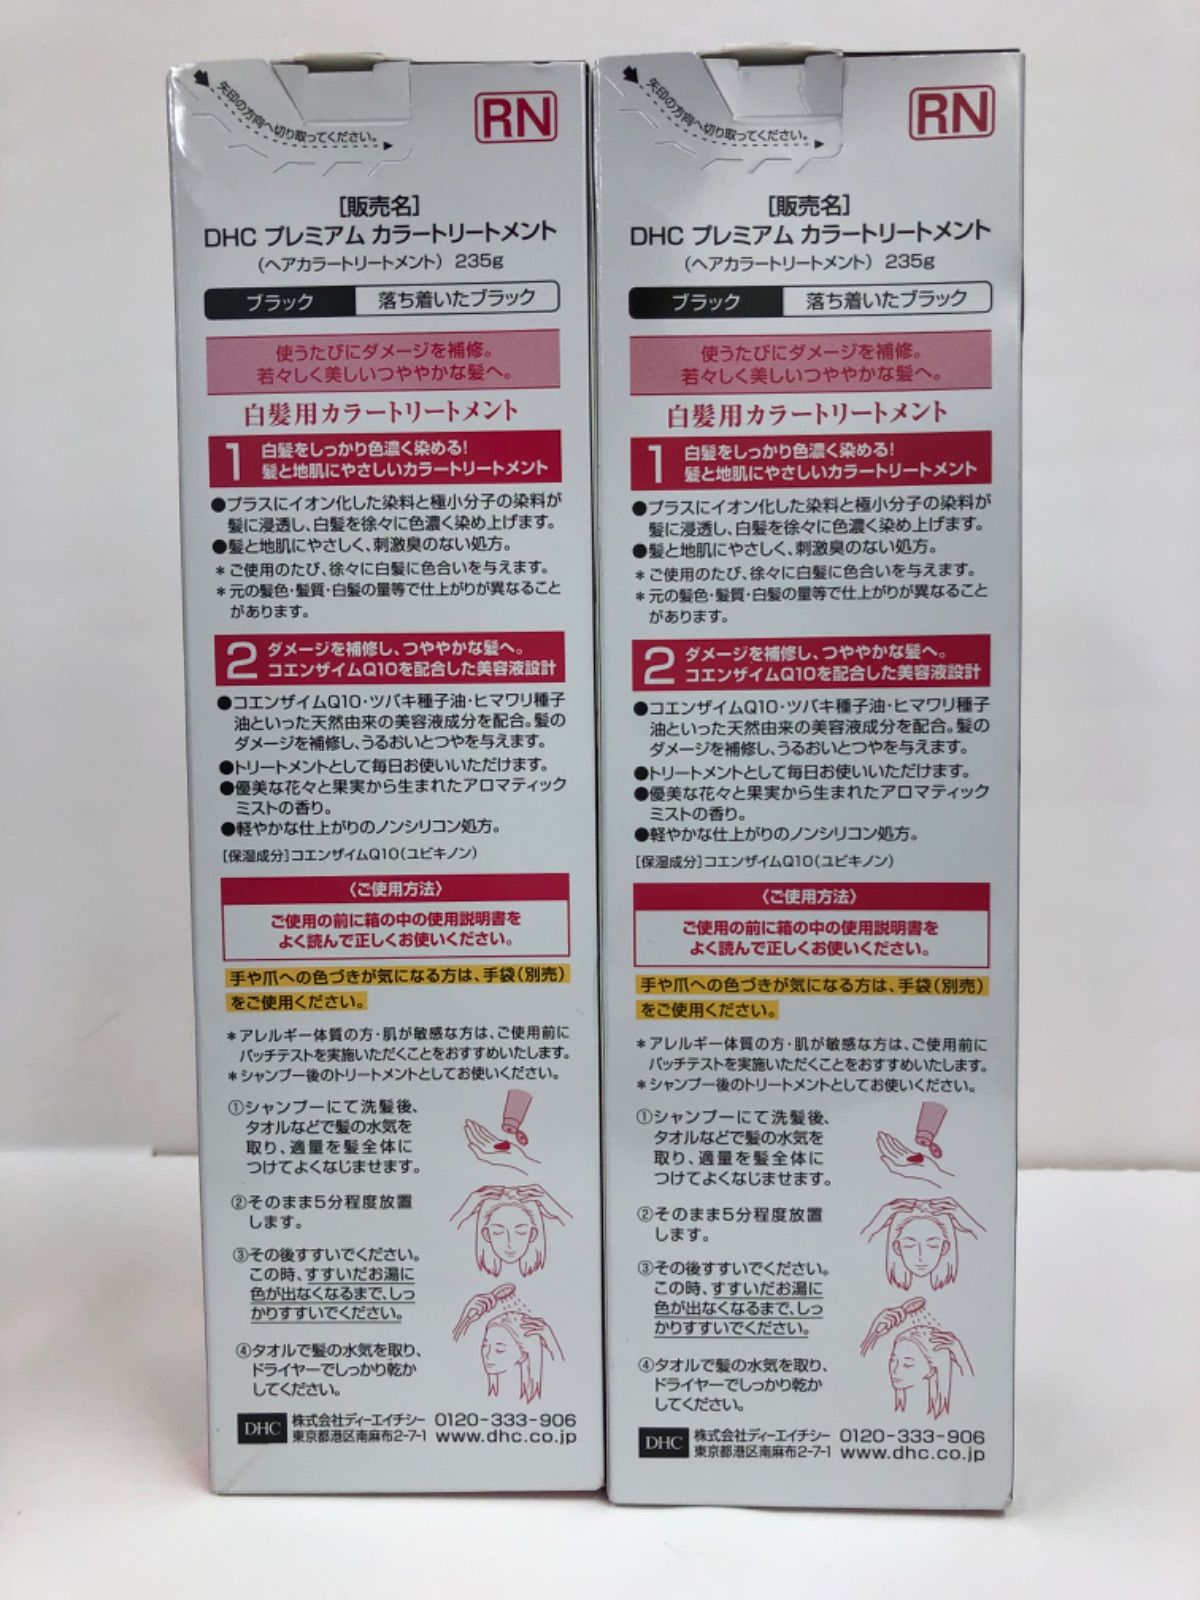 矢印の方向へ切り取ってください。
RN
[販売名]
DHC プレミアム カラートリートメント
(ヘアカラートリートメント) 235g
ブラック 落ち着いたブラック
使うたびにダメージを補修。
若々しく美しいつややかな髪へ。
白髪用カラートリートメント
1 白髪をしっかり色濃く染める!
髪と地肌にやさしいカラートリートメント
●プラスにイオン化した染料と極小分子の染料が
髪に浸透し、白髪を徐々に色濃く染め上げます。
●髪と地肌にやさしく、刺激臭のない処方。
*ご使用のたび、徐々に白髪に色合いを与えます。
*元の髪色・髪質・白髪の量等で仕上がりが異なること
があります。
2 ダメージを補修し、つややかな髪へ。
コエンザイムQ10を配合した美容液設計
●コエンザイムQ10・ツバキ種子油・ヒマワリ種子
油といった天然由来の美容液成分を配合。髪の
ダメージを補修し、うるおいとつやを与えます。
●トリートメントとして毎日お使いいただけます。
●優美な花々と果実から生まれたアロマティック
ミストの香り。
●軽やかな仕上がりのノンシリコン処方。
[保湿成分]コエンザイムQ10(ユビキノン)
〈ご使用方法〉
ご使用の前に箱の中の使用説明書を
よく読んで正しくお使いください。
手や爪への色づきが気になる方は、手袋(別売)
をご使用ください。
*アレルギー体質の方・肌が敏感な方は、ご使用前に
パッチテストを実施いただくことをおすすめいたします。
*シャンプー後のトリートメントとしてお使いください。
①シャンプーにて洗髪後、
タオルなどで髪の水気を
取り、適量を髪全体に
つけてよくなじませます。
②そのまま5分程度放置
します。
③その後すすいでください。
この時、すすいだお湯に
色が出なくなるまで、しっ
かりすすいでください。
④タオルで髪の水気を取り、
ドライヤーでしっかり乾か
してください。
DHC 株式会社ディーエイチシー 0120-333-906
東京都港区南麻布2-7-1 www.dhc.co.jp
矢印の方向へ切り取ってください。
RN
[販売名]
DHC プレミアム カラートリートメント
(ヘアカラートリートメント) 235g
ブラック 落ち着いたブラック
使うたびにダメージを補修。
若々しく美しいつややかな髪へ。
白髪用カラートリートメント
1 白髪をしっかり色濃く染める!
髪と地肌にやさしいカラートリートメント
●プラスにイオン化した染料と極小分子の染料が
髪に浸透し、白髪を徐々に色濃く染め上げます。
●髪と地肌にやさしく、刺激臭のない処方。
*ご使用のたび、徐々に白髪に色合いを与えます。
*元の髪色・髪質・白髪の量等で仕上がりが異なること
があります。
2 ダメージを補修し、つややかな髪へ。
コエンザイムQ10を配合した美容液設計
●コエンザイムQ10・ツバキ種子油・ヒマワリ種子
油といった天然由来の美容液成分を配合。髪の
ダメージを補修し、うるおいとつやを与えます。
●トリートメントとして毎日お使いいただけます。
●優美な花々と果実から生まれたアロマティック
ミストの香り。
●軽やかな仕上がりのノンシリコン処方。
[保湿成分]コエンザイムQ10(ユビキノン)
〈ご使用方法〉
ご使用の前に箱の中の使用説明書を
よく読んで正しくお使いください。
手や爪への色づきが気になる方は、手袋(別売)
をご使用ください。
*アレルギー体質の方・肌が敏感な方は、ご使用前に
パッチテストを実施いただくことをおすすめいたします。
*シャンプー後のトリートメントとしてお使いください。
①シャンプーにて洗髪後、
タオルなどで髪の水気を
取り、適量を髪全体に
つけてよくなじませます。
②そのまま5分程度放置
します。
③その後すすいでください。
この時、すすいだお湯に
色が出なくなるまで、しっ
かりすすいでください。
④タオルで髪の水気を取り、
ドライヤーでしっかり乾か
してください。
DHC 株式会社ディーエイチシー 0120-333-906
東京都港区南麻布2-7-1 www.dhc.co.jp